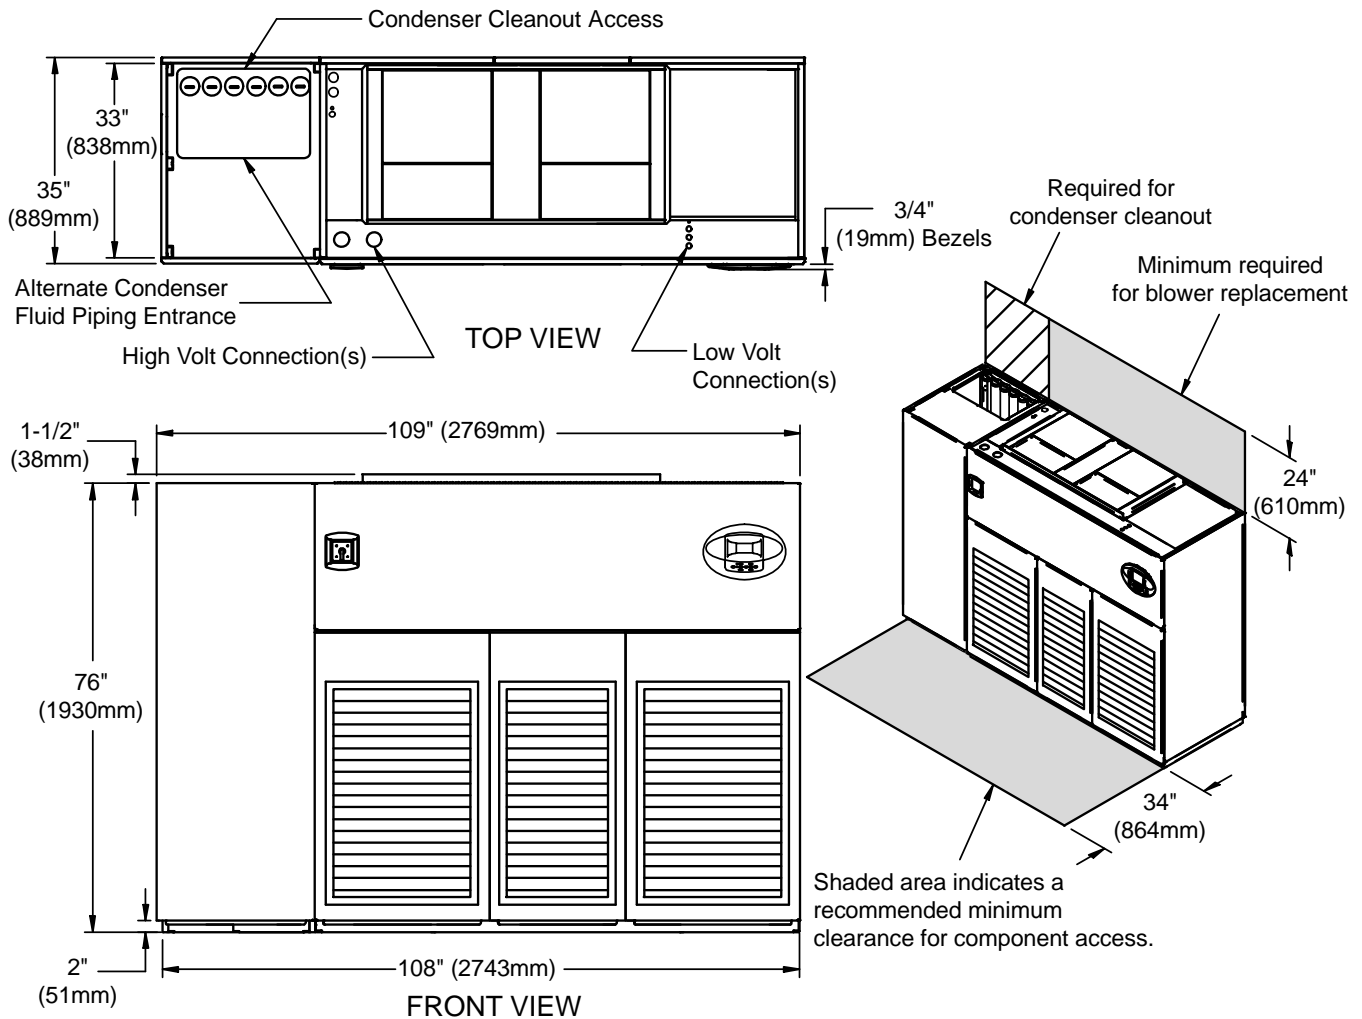 Condenser Cleanout Access
33"
(838mm)
35"
(889mm)
3/4"
(19mm) Bezels
Required for
condenser cleanout
Minimum required
for blower replacement
Alternate Condenser
Fluid Piping Entrance
TOP VIEW
High Volt Connection(s)
Low Volt
Connection(s)
1-1/2"
(38mm)
109" (2769mm)
24"
(610mm)
76"
(1930mm)
34"
(864mm)
Shaded area indicates a
recommended minimum
clearance for component access.
2"
(51mm)
108" (2743mm)
FRONT VIEW